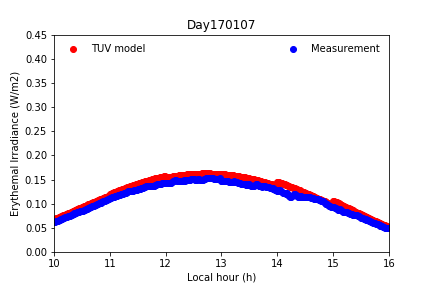 Day170107
TUV model
Measurement
0.45
0.40
0.35
0.30
0.25
0.20
0.15
0.10
0.05
0.00
Erythemal Irradiance (W/m2)
10 11 12 13 14 15 16
Local hour (h)